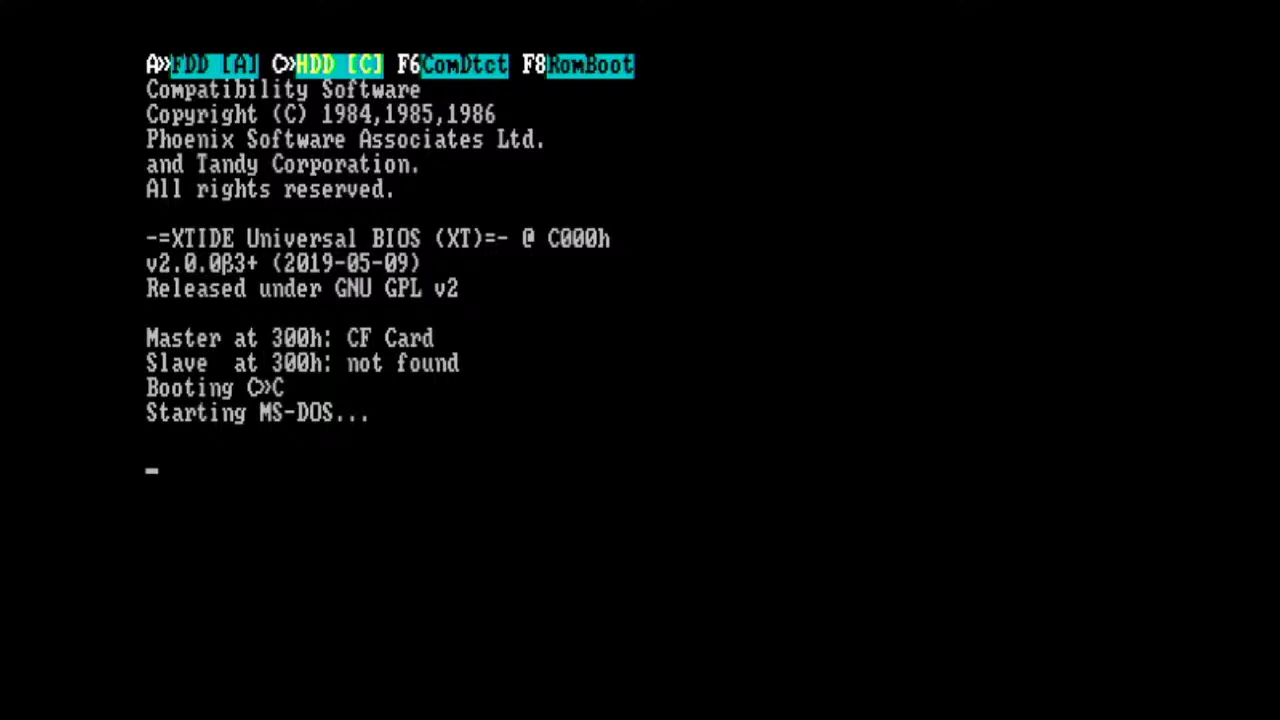 A»FDD [A] C»HDD [C] F6ComDtct F8RomBoot
Compatibility Software
Copyright (C) 1984,1985,1986
Phoenix Software Associates Ltd.
and Tandy Corporation.
All rights reserved.
-=XTIDE Universal BIOS (XT)=- @ C000h
v2.0.0β3+ (2019-05-09)
Released under GNU GPL v2
Master at 300h: CF Card
Slave  at 300h: not found
Booting C»C
Starting MS-DOS...